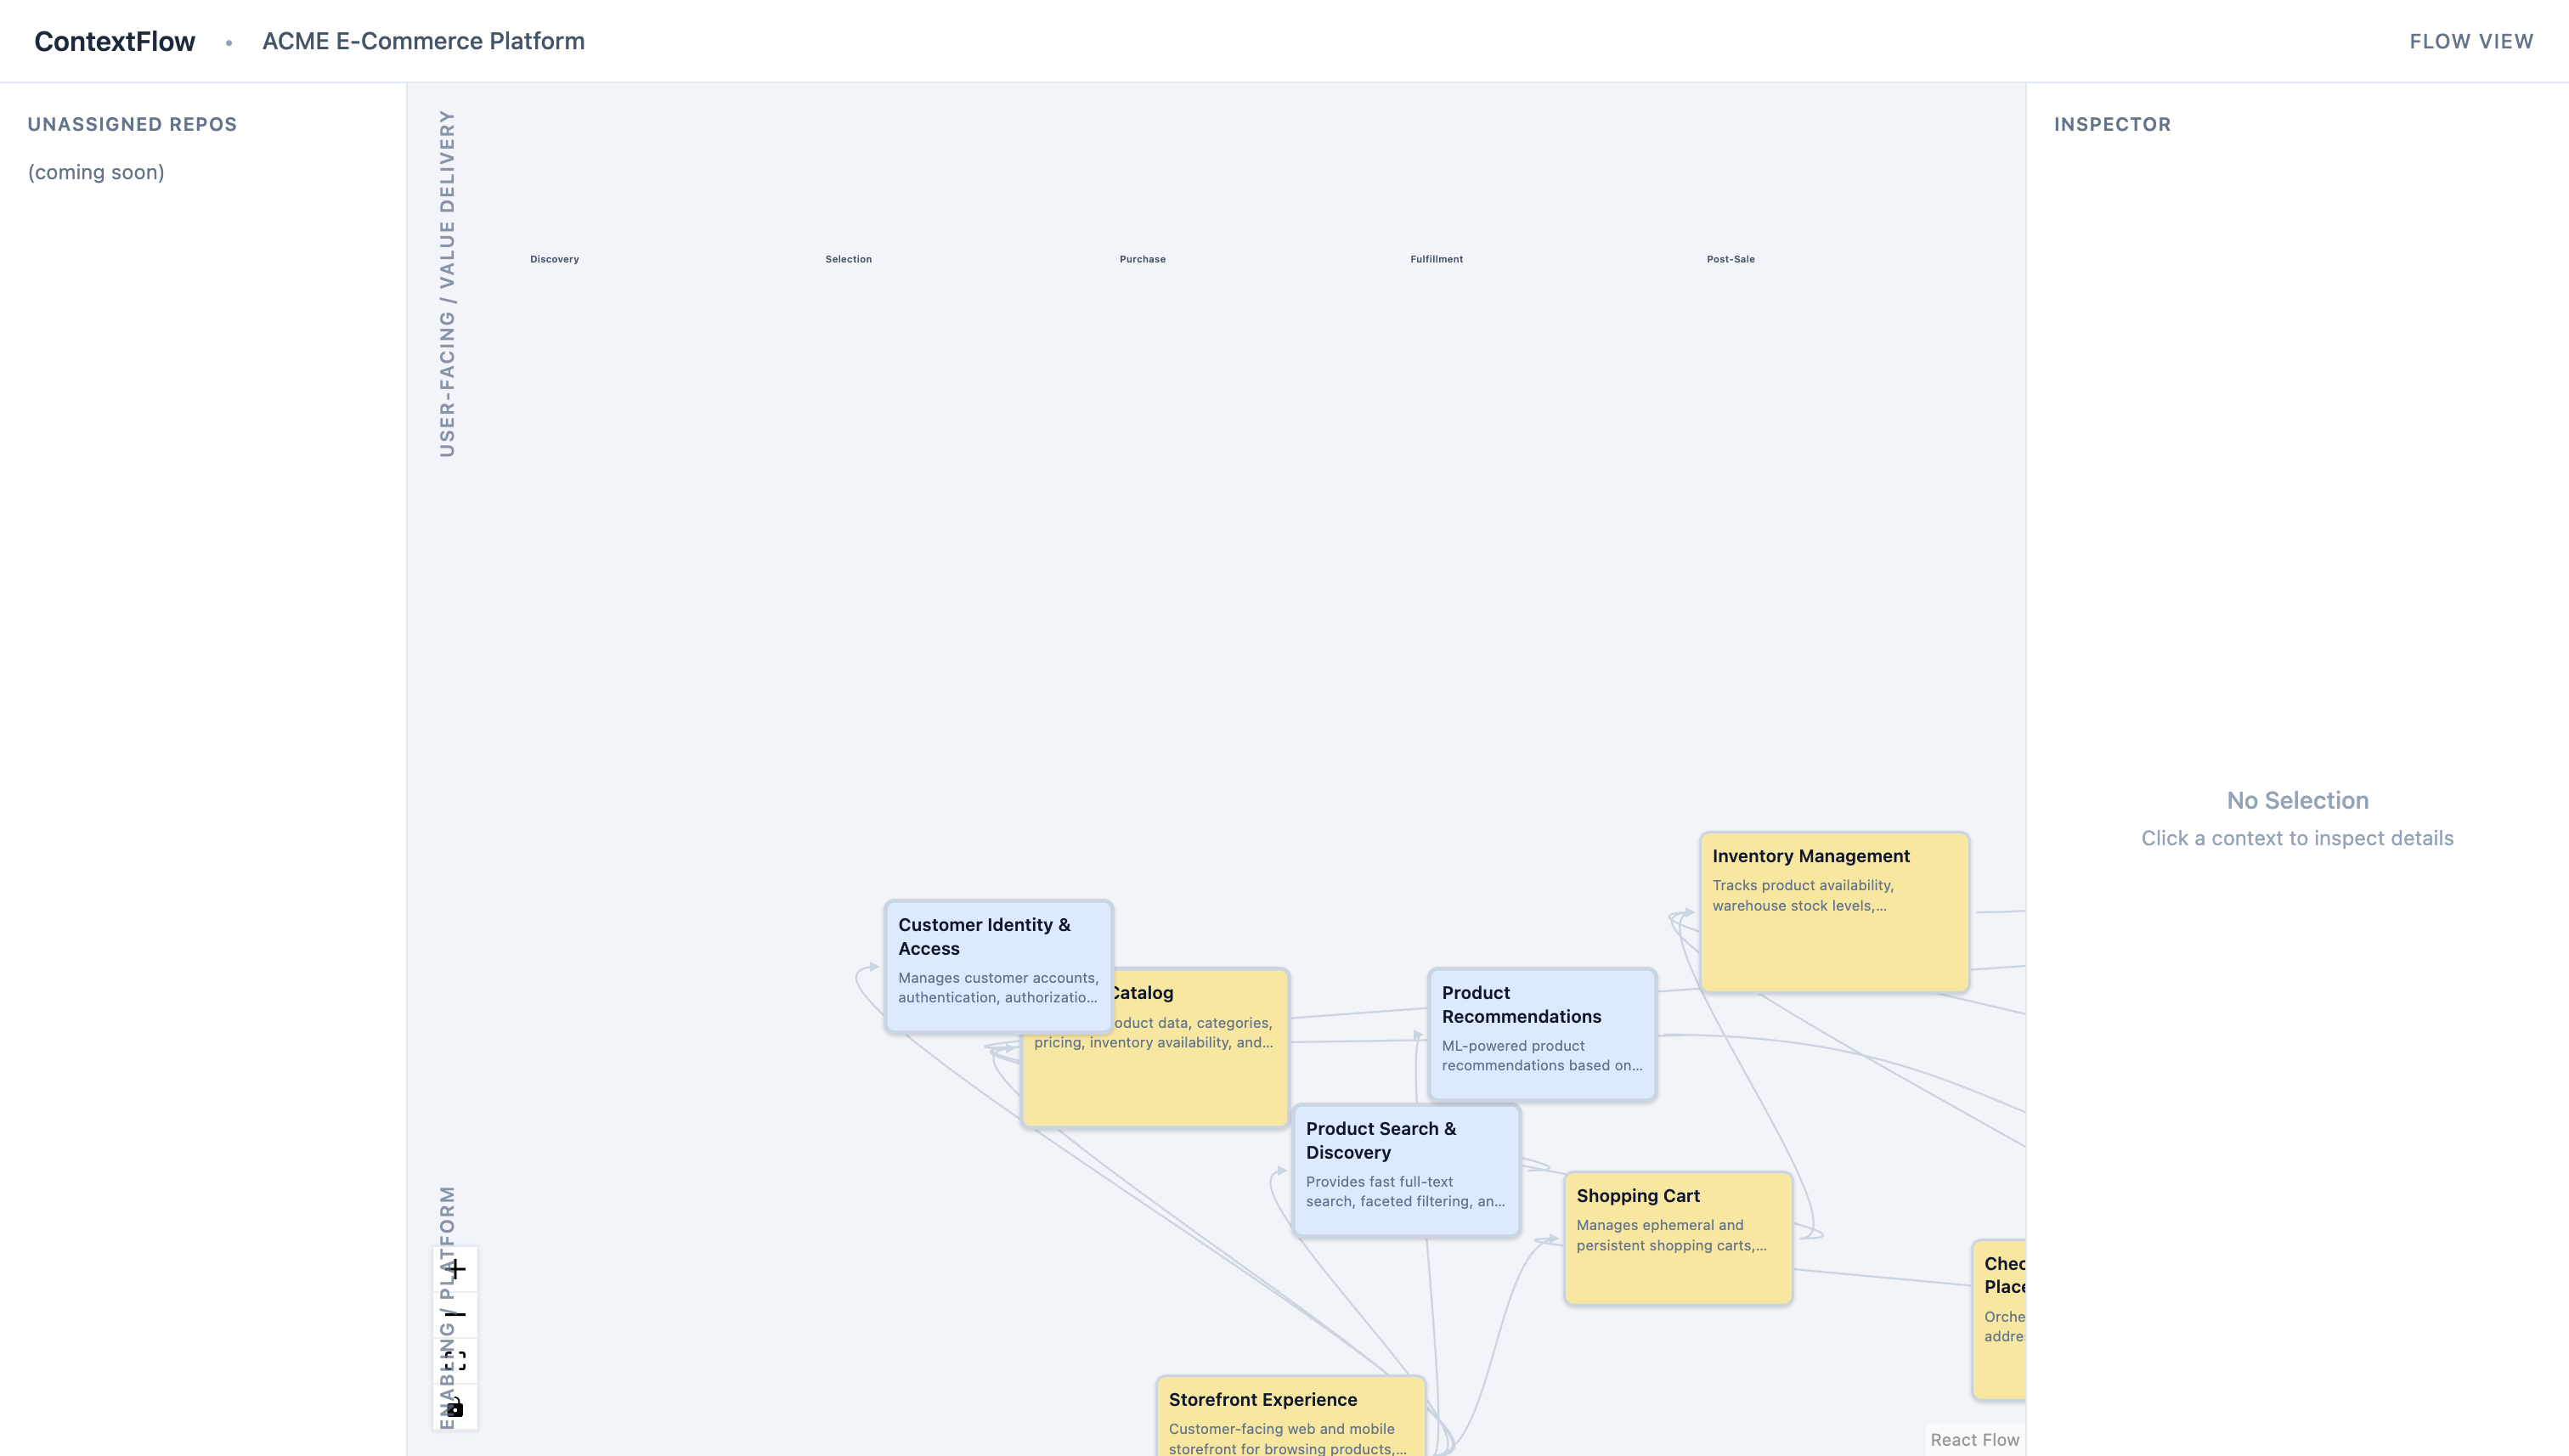 ContextFlow • ACME E-Commerce Platform
FLOW VIEW
UNASSIGNED REPOS
(coming soon)
USER-FACING / VALUE DELIVERY
ENABLING / PLATFORM
Discovery
Selection
Purchase
Fulfillment
Post-Sale
Inventory Management
Tracks product availability,
warehouse stock levels,...
Customer Identity &
Access
Manages customer accounts,
authentication, authorizatio...
Catalog
oduct data, categories,
pricing, inventory availability, and...
Product
Recommendations
ML-powered product
recommendations based on...
Product Search &
Discovery
Provides fast full-text
search, faceted filtering, an...
Shopping Cart
Manages ephemeral and
persistent shopping carts,...
Chec
Place
Orche
addre
Storefront Experience
Customer-facing web and mobile
storefront for browsing products,...
React Flow
INSPECTOR
No Selection
Click a context to inspect details